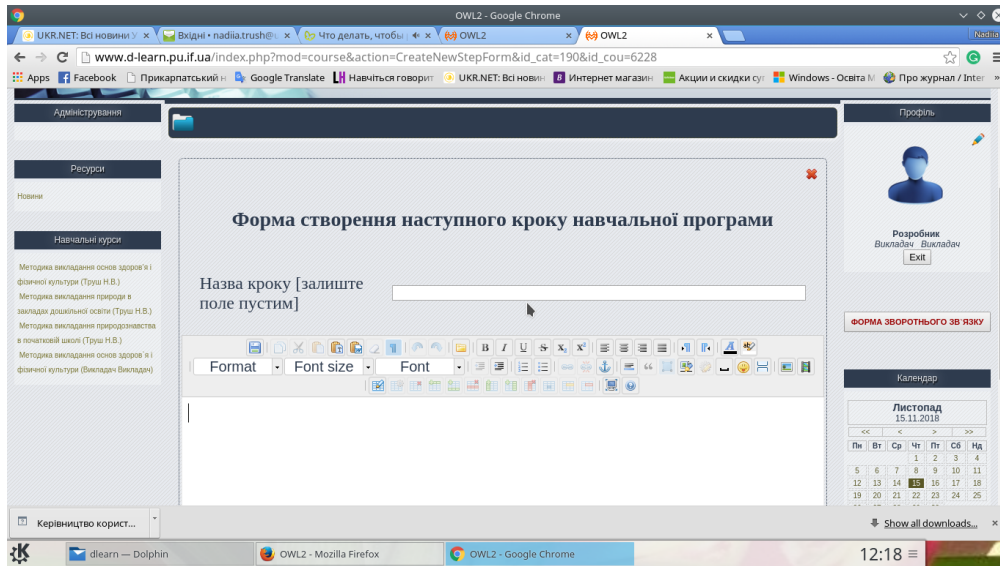 OWL2 - Google Chrome
UKR.NET: Всі новини У
Вхідні • nadiia.trush@u
Что делать, чтобы
OWL2
OWL2
Nadiia
www.d-learn.pu.if.ua/index.php?mod=course&action=CreateNewStepForm&id_cat=190&id_cou=6228
Apps
Facebook
Прикарпатський н
Google Translate
Навчіться говорит
UKR.NET: Всі новин
Интернет магазин
Акции и скидки суп
Windows - Освіта М
Про журнал / Inter
»
Адміністрування
Ресурси
Новини
Навчальні курси
Методика викладання основ здоров`я і
фізичної культури (Труш Н.В.)
Методика викладання природи в
закладах дошкільної освіти (Труш Н.В.)
Методика викладання природознавства
в початковій школі (Труш Н.В.)
Методика викладання основ здоров`я і
фізичної культури (Викладач Викладач)
Форма створення наступного кроку навчальної програми
Назва кроку [залиште
поле пустим]
Format
Font size
Font
Профіль
Розробник
Викладач Викладач
Exit
ФОРМА ЗВОРОТНЬОГО ЗВ`ЯЗКУ
Календар
Листопад
15.11.2018
<< < > >>
Пн Вт Ср Чт Пт Сб Нд
1 2 3 4
5 6 7 8 9 10 11
12 13 14 15 16 17 18
19 20 21 22 23 24 25
Керівництво корист...
Show all downloads...
dlearn — Dolphin
OWL2 - Mozilla Firefox
OWL2 - Google Chrome
12:18